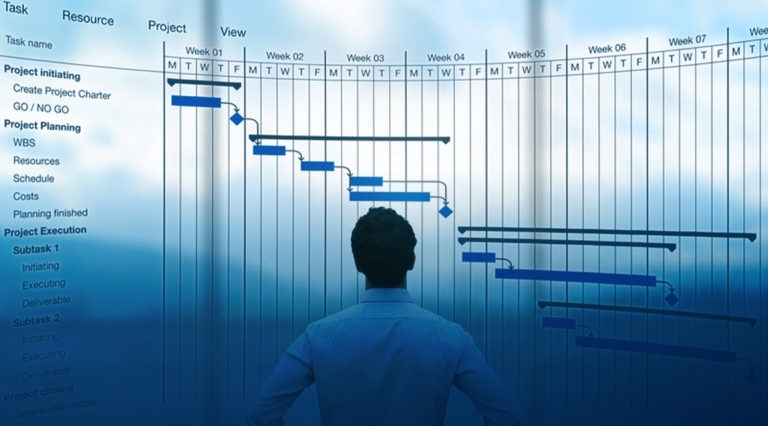 Task Resource Project View
Task name
Week 01 Week 02 Week 03 Week 04 Week 05 Week 06 Week 07
M T W T F M T W T F M T W T F M T W T F M T W T F M T W T F M T W T F M T
Project initiating
Create Project Charter
GO / NO GO
Project Planning
WBS
Resources
Schedule
Costs
Planning finished
Project Execution
Subtask 1
Initiating
Executing
Deliverable
Subtask 2
Initiating
Executing
Deliverable
Project closing
General deliverable